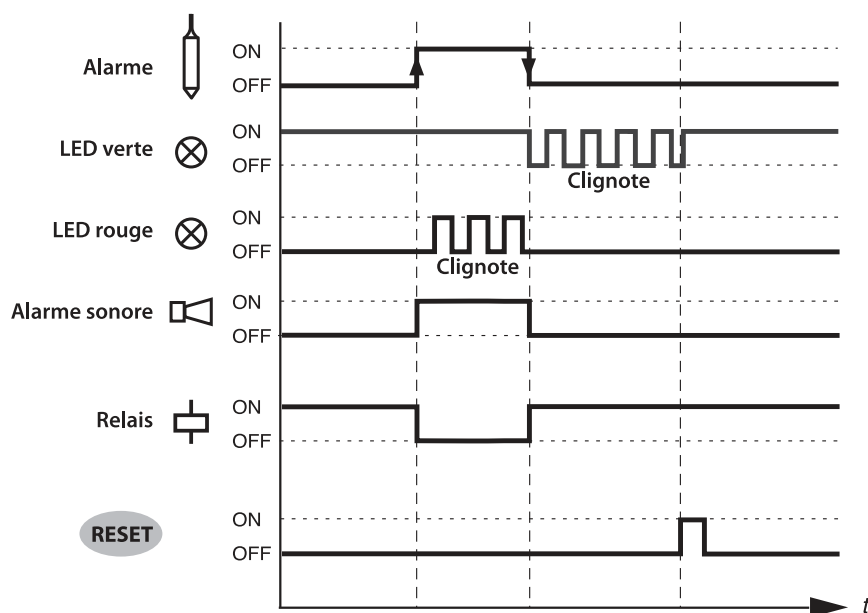 ON
Alarme
OFF
ON
LED verte
OFF
Clignote
ON
LED rouge
OFF
Clignote
ON
Alarme sonore
OFF
ON
Relais
OFF
ON
RESET
OFF
t